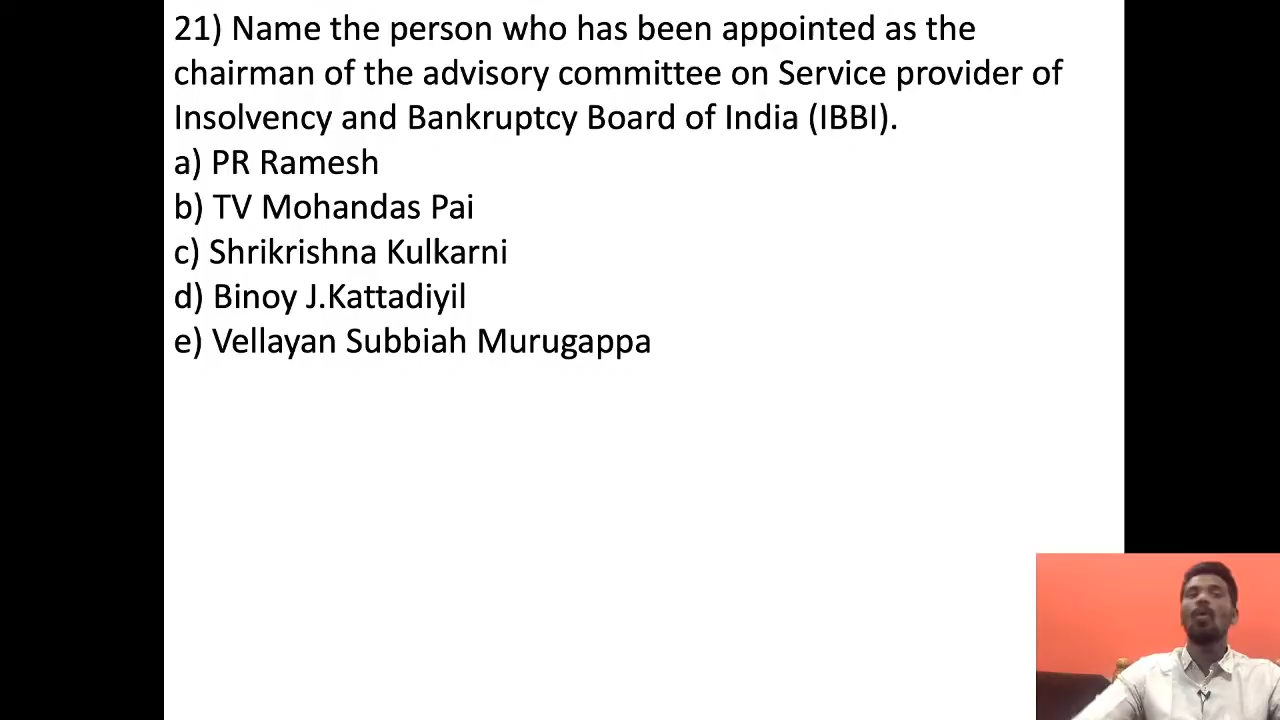 21) Name the person who has been appointed as the
chairman of the advisory committee on Service provider of
Insolvency and Bankruptcy Board of India (IBBI).
a) PR Ramesh
b) TV Mohandas Pai
c) Shrikrishna Kulkarni
d) Binoy J.Kattadiyil
e) Vellayan Subbiah Murugappa